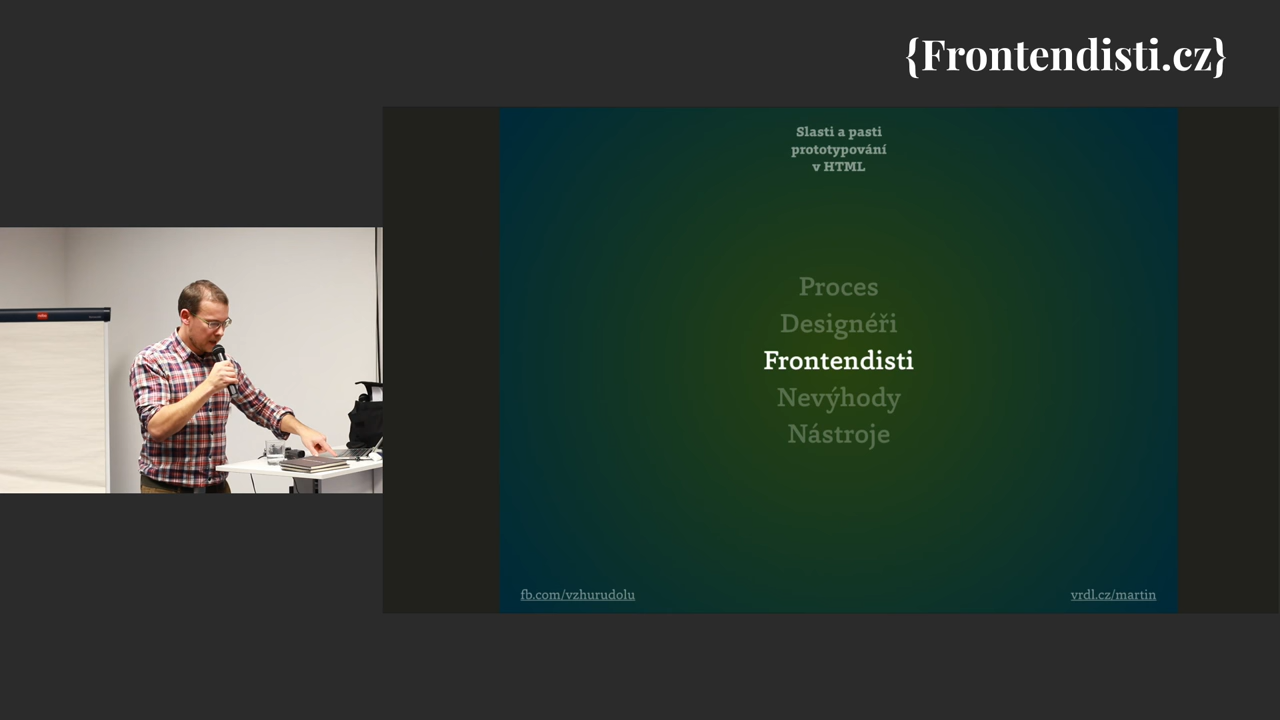 {Frontendisti.cz}
Slasti a pasti
prototypování
v HTML
Proces
Designéři
Frontendisti
Nevýhody
Nástroje
fb.com/vzhurudolu
vrdl.cz/martin